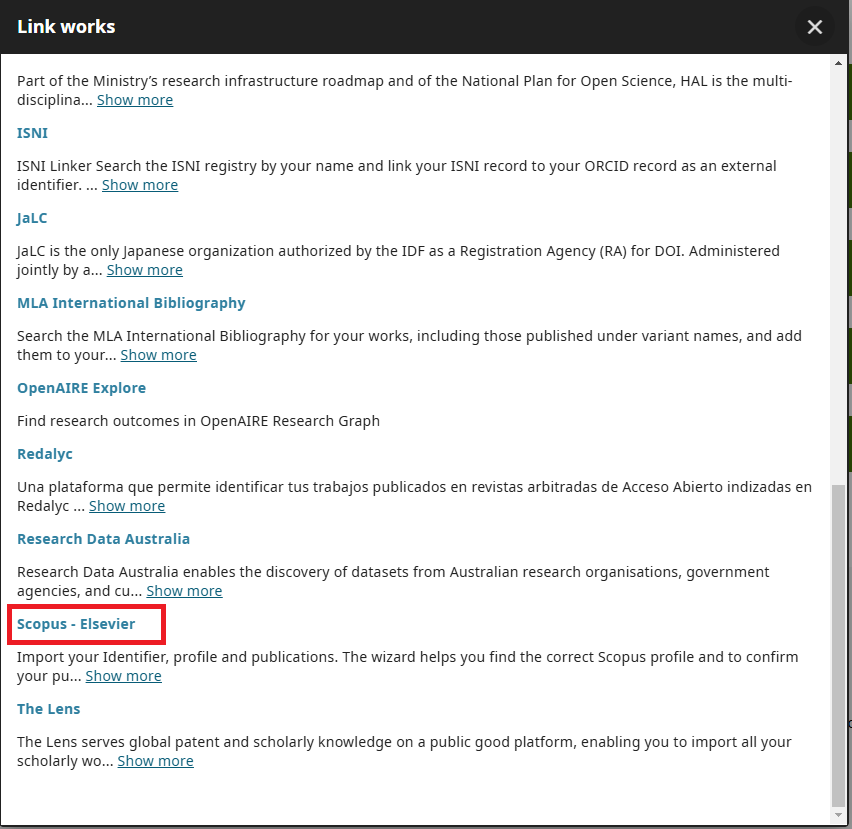 Link works
Part of the Ministry’s research infrastructure roadmap and of the National Plan for Open Science, HAL is the multi-
disciplina... Show more
ISNI
ISNI Linker Search the ISNI registry by your name and link your ISNI record to your ORCID record as an external
identifier. ... Show more
JaLC
JaLC is the only Japanese organization authorized by the IDF as a Registration Agency (RA) for DOI. Administered
jointly by a... Show more
MLA International Bibliography
Search the MLA International Bibliography for your works, including those published under variant names, and add
them to your... Show more
OpenAIRE Explore
Find research outcomes in OpenAIRE Research Graph
Redalyc
Una plataforma que permite identificar tus trabajos publicados en revistas arbitradas de Acceso Abierto indizadas en
Redalyc ... Show more
Research Data Australia
Research Data Australia enables the discovery of datasets from Australian research organisations, government
agencies, and cu... Show more
Scopus - Elsevier
Import your Identifier, profile and publications. The wizard helps you find the correct Scopus profile and to confirm
your pu... Show more
The Lens
The Lens serves global patent and scholarly knowledge on a public good platform, enabling you to import all your
scholarly wo... Show more